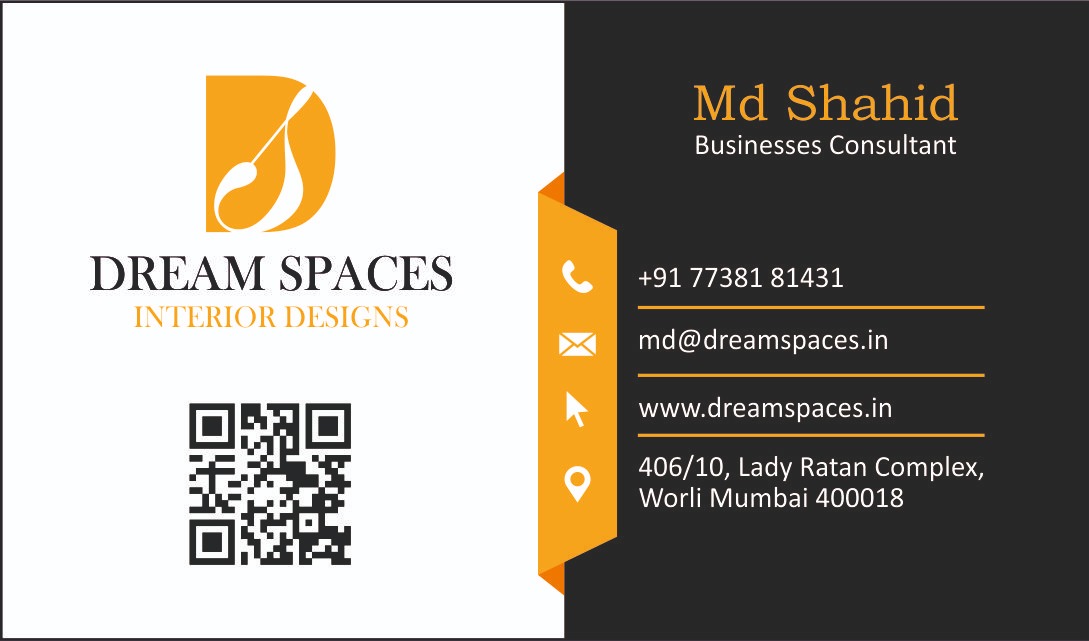 DREAM SPACES
INTERIOR DESIGNS
Md Shahid
Businesses Consultant
+91 77381 81431
md@dreamspaces.in
www.dreamspaces.in
406/10, Lady Ratan Complex,
Worli Mumbai 400018